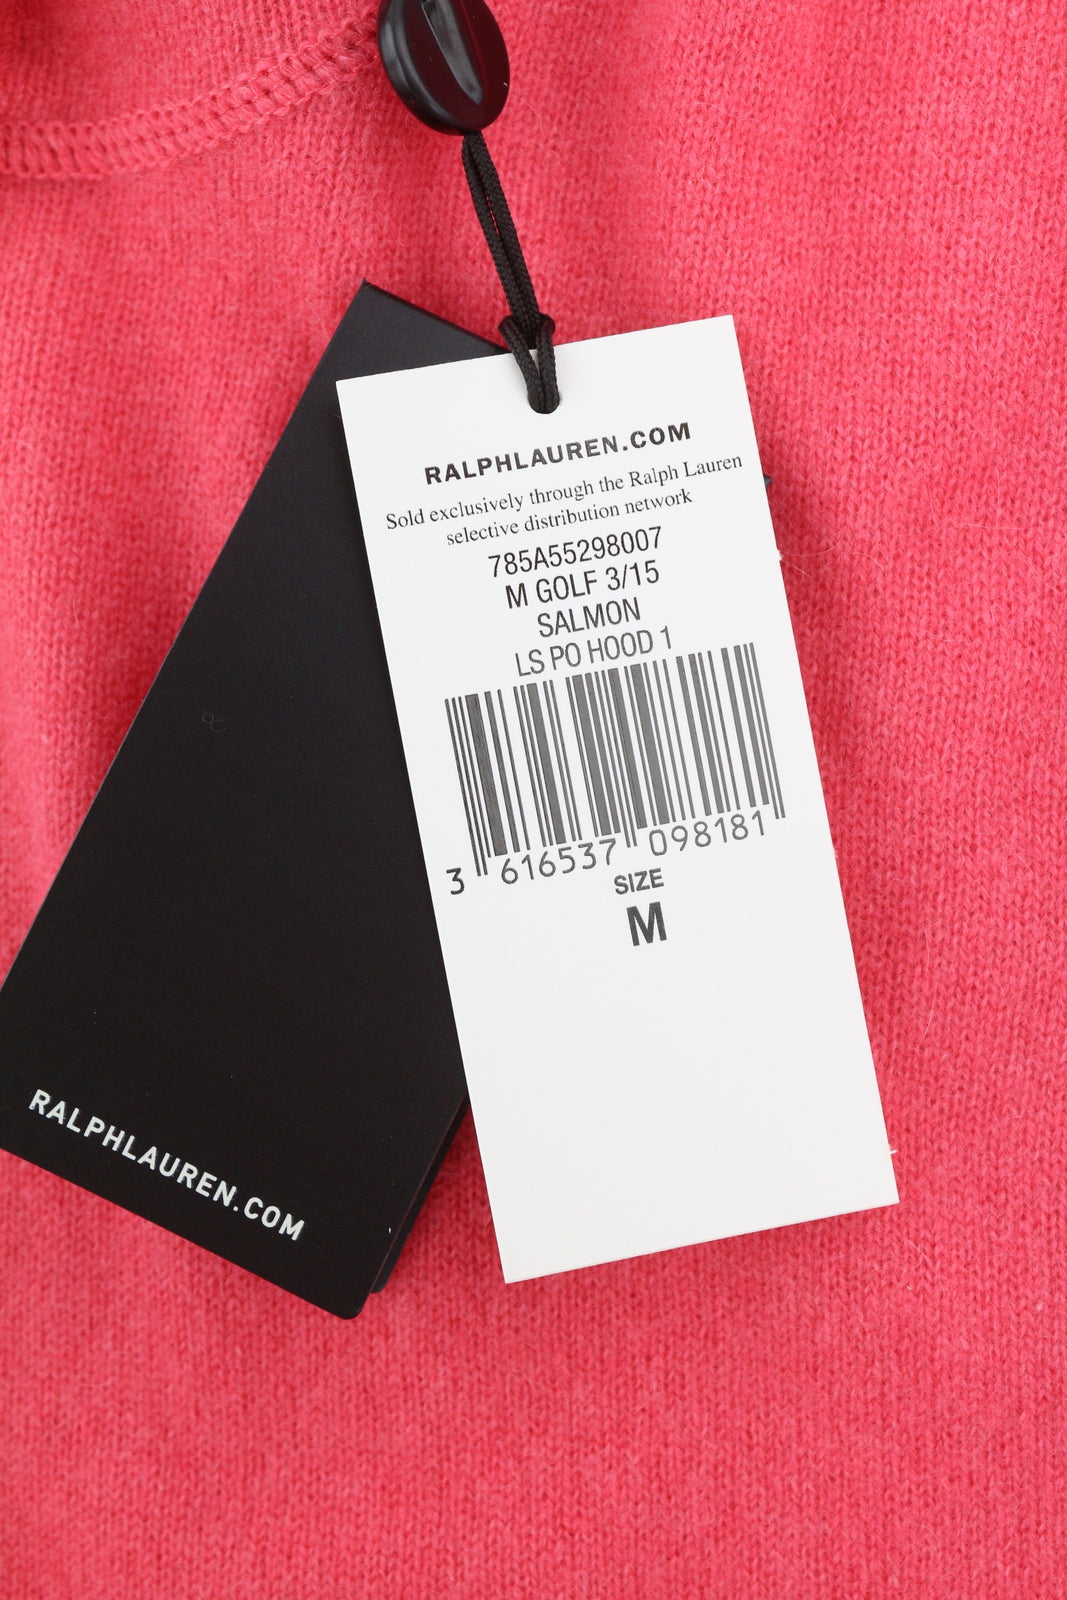 RALPHLAUREN.COM
Sold exclusively through the Ralph Lauren
selective distribution network
785A55298007
M GOLF 3/15
SALMON
LS PO HOOD 1
3 616537 098181
SIZE
M
RALPHLAUREN.COM